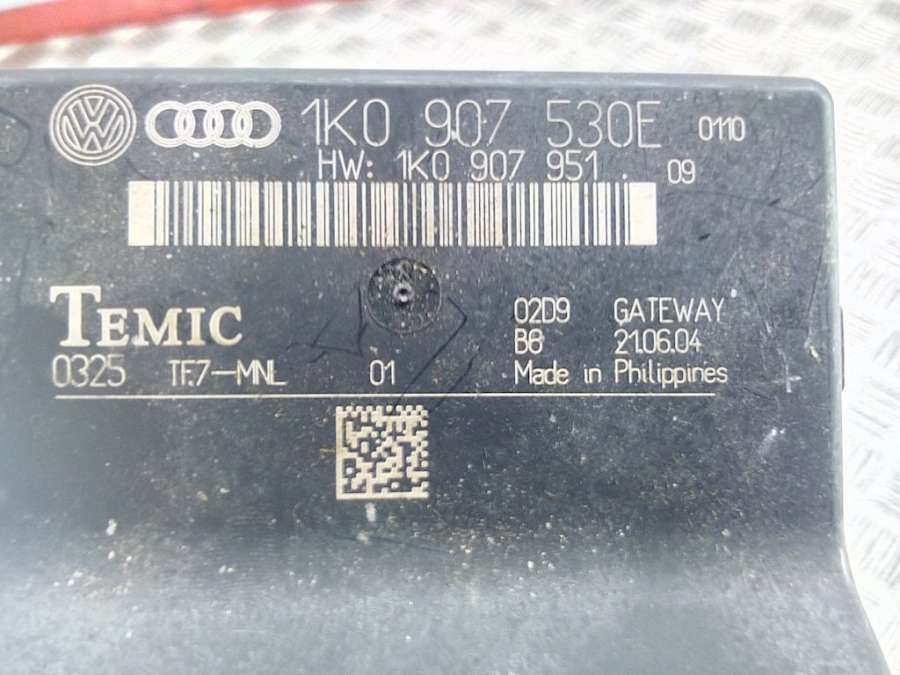 1K0 907 530E 0110
HW: 1K0 907 951 . 09
TEMIC 02D9 GATEWAY
B6 21.06.04
0325 TF.7-MNL 01 Made in Philippines